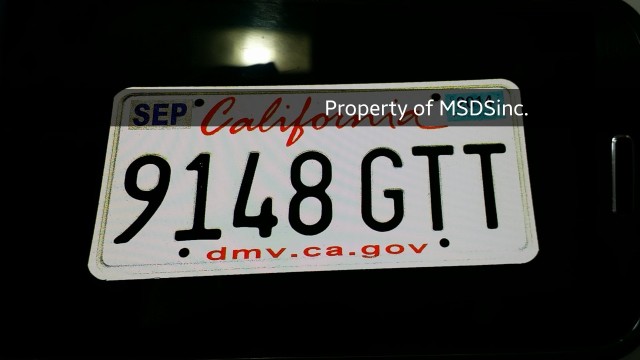 Property of MSDSinc.
SEP
California
9148 GTT
dmv.ca.gov